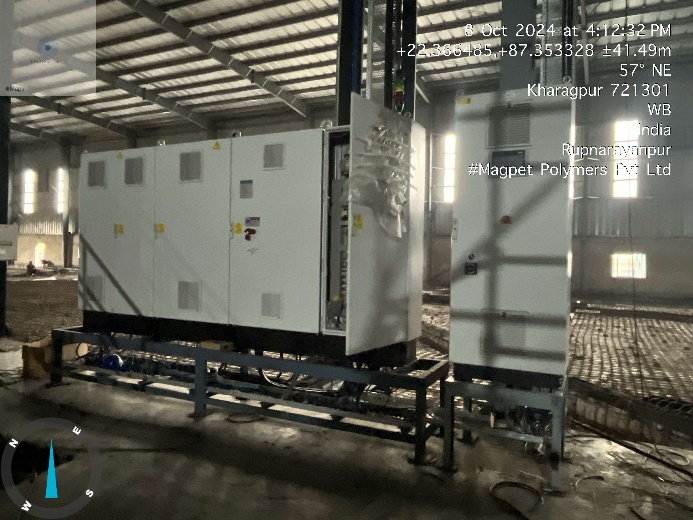 8 Oct 2024 at 4:12:32 PM
+22.366485,+87.353328 ±41.49m
57° NE
Kharagpur 721301
WB
India
Rupnarayanpur
#Magpet Polymers Pvt Ltd
N
E
W
S